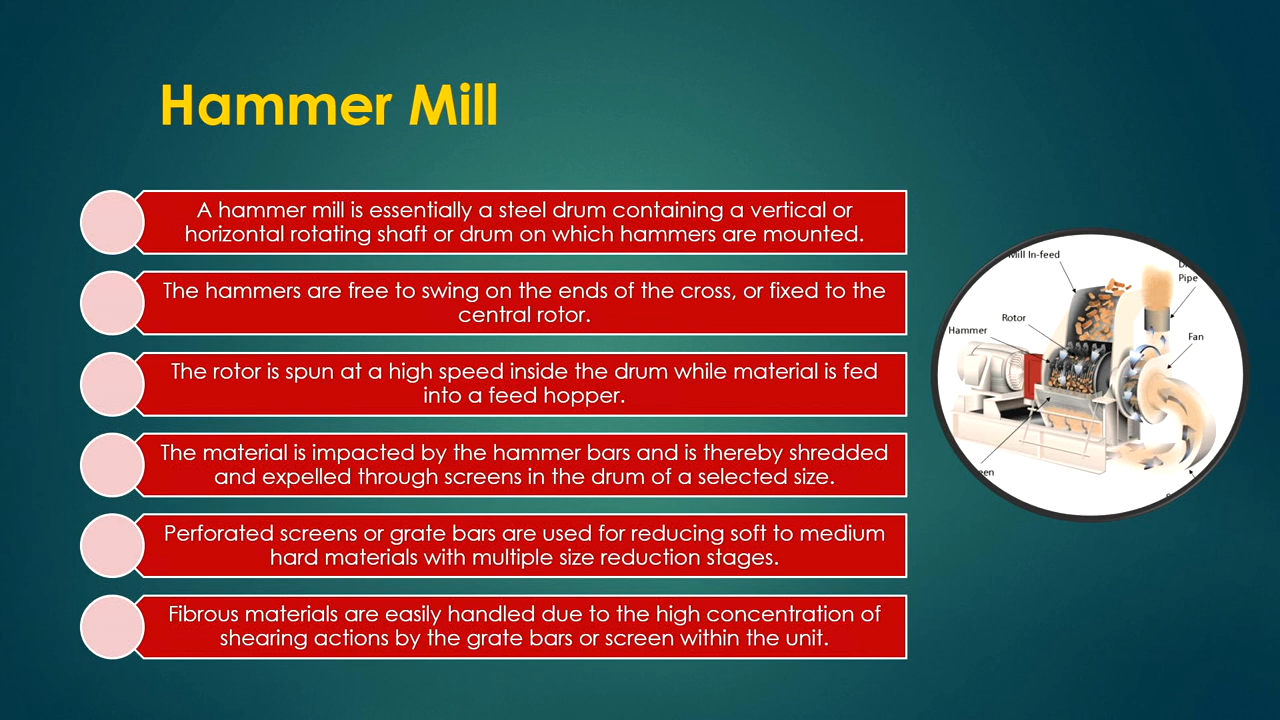 Hammer Mill
A hammer mill is essentially a steel drum containing a vertical or
horizontal rotating shaft or drum on which hammers are mounted.
The hammers are free to swing on the ends of the cross, or fixed to the
central rotor.
The rotor is spun at a high speed inside the drum while material is fed
into a feed hopper.
The material is impacted by the hammer bars and is thereby shredded
and expelled through screens in the drum of a selected size.
Perforated screens or grate bars are used for reducing soft to medium
hard materials with multiple size reduction stages.
Fibrous materials are easily handled due to the high concentration of
shearing actions by the grate bars or screen within the unit.
Mill In-feed
Pipe
Rotor
Hammer
Fan